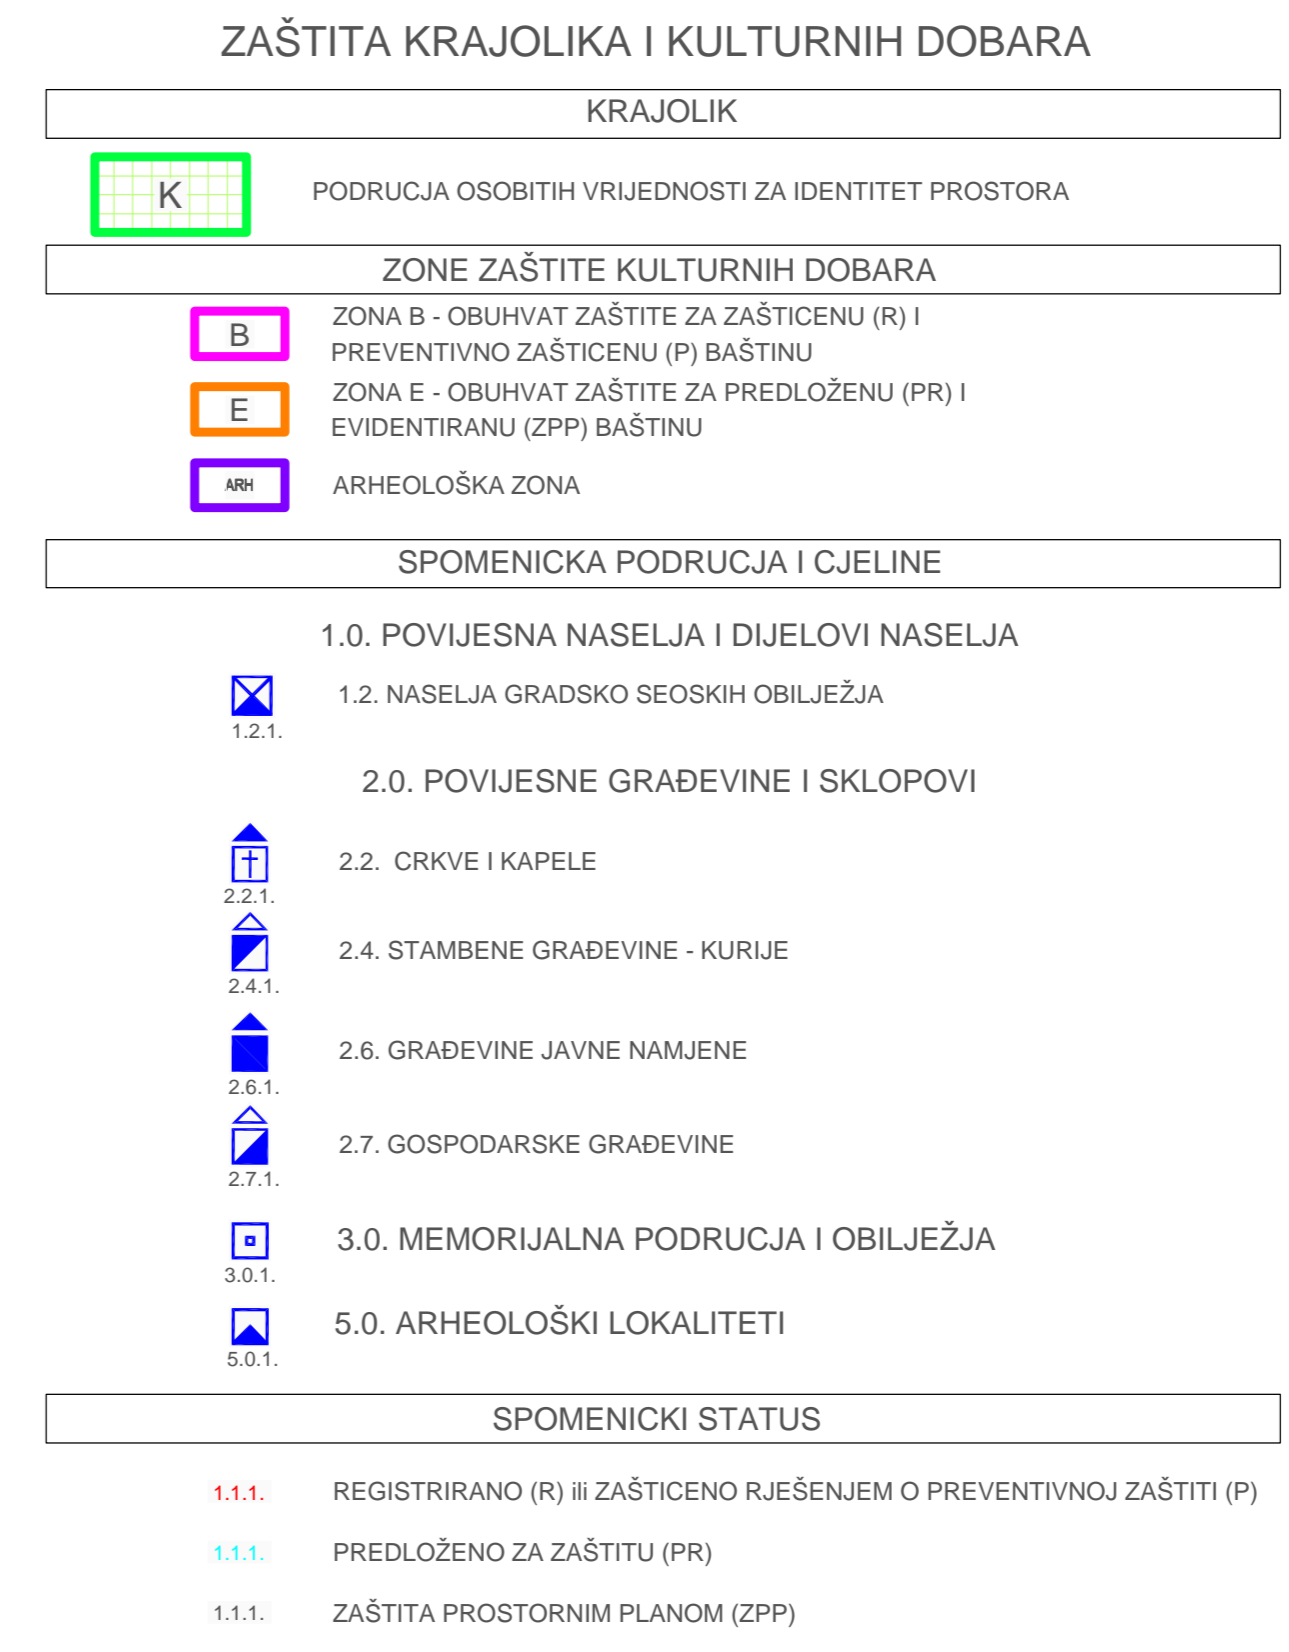 ZAŠTITA KRAJOLIKA I KULTURNIH DOBARA
KRAJOLIK
K
PODRUCJA OSOBITIH VRIJEDNOSTI ZA IDENTITET PROSTORA
ZONE ZAŠTITE KULTURNIH DOBARA
B
ZONA B - OBUHVAT ZAŠTITE ZA ZAŠTICENU (R) I
PREVENTIVNO ZAŠTICENU (P) BAŠTINU
E
ZONA E - OBUHVAT ZAŠTITE ZA PREDLOŽENU (PR) I
EVIDENTIRANU (ZPP) BAŠTINU
ARH
ARHEOLOŠKA ZONA
SPOMENICKA PODRUCJA I CJELINE
1.0. POVIJESNA NASELJA I DIJELOVI NASELJA
1.2. NASELJA GRADSKO SEOSKIH OBILJEŽJA
1.2.1.
2.0. POVIJESNE GRAĐEVINE I SKLOPOVI
2.2. CRKVE I KAPELE
2.2.1.
2.4. STAMBENE GRAĐEVINE - KURIJE
2.4.1.
2.6. GRAĐEVINE JAVNE NAMJENE
2.6.1.
2.7. GOSPODARSKE GRAĐEVINE
2.7.1.
3.0. MEMORIJALNA PODRUCJA I OBILJEŽJA
3.0.1.
5.0. ARHEOLOŠKI LOKALITETI
5.0.1.
SPOMENICKI STATUS
1.1.1. REGISTRIRANO (R) ili ZAŠTICENO RJEŠENJEM O PREVENTIVNOJ ZAŠTITI (P)
1.1.1. PREDLOŽENO ZA ZAŠTITU (PR)
1.1.1. ZAŠTITA PROSTORNIM PLANOM (ZPP)